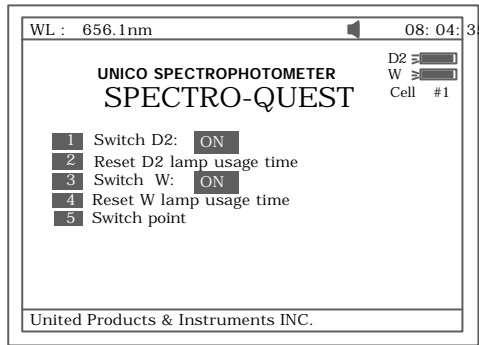 WL : 656.1nm 08: 04: 35
D2
W
Cell #1
UNICO SPECTROPHOTOMETER
SPECTRO-QUEST
1 Switch D2: ON
2 Reset D2 lamp usage time
3 Switch W: ON
4 Reset W lamp usage time
5 Switch point
United Products & Instruments INC.